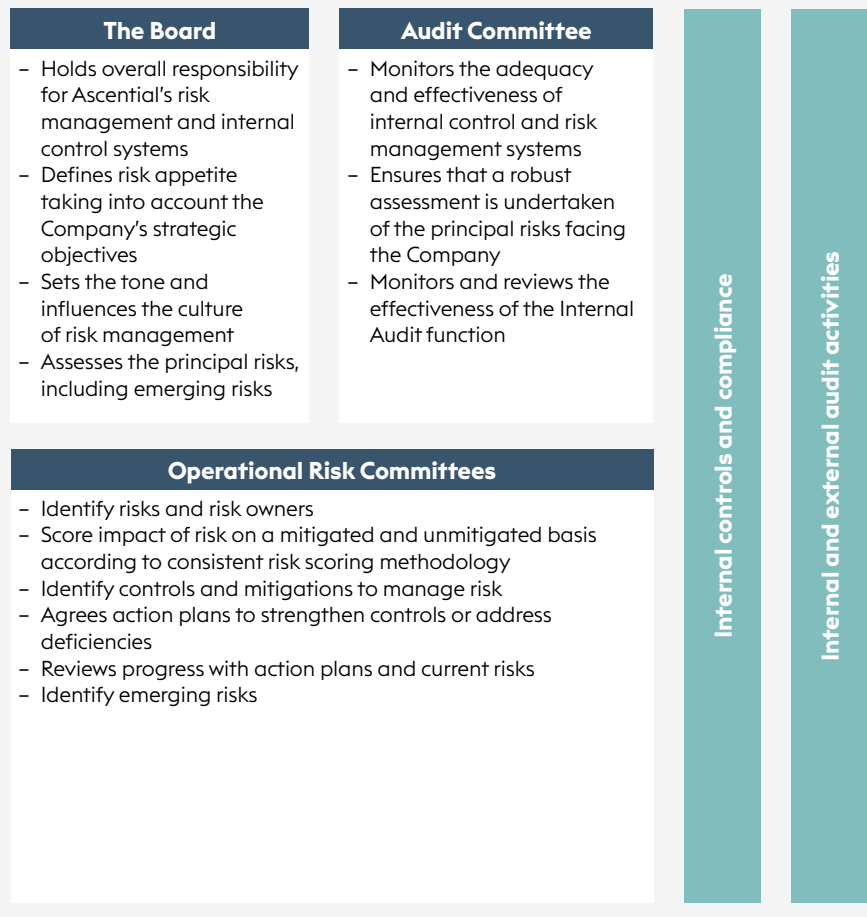 The Board
– Holds overall responsibility
for Ascential's risk
management and internal
control systems
– Defines risk appetite
taking into account the
Company's strategic
objectives
– Sets the tone and
influences the culture
of risk management
– Assesses the principal risks,
including emerging risks
Audit Committee
– Monitors the adequacy
and effectiveness of
internal control and risk
management systems
– Ensures that a robust
assessment is undertaken
of the principal risks facing
the Company
– Monitors and reviews the
effectiveness of the Internal
Audit function
Operational Risk Committees
– Identify risks and risk owners
– Score impact of risk on a mitigated and unmitigated basis
according to consistent risk scoring methodology
– Identify controls and mitigations to manage risk
– Agrees action plans to strengthen controls or address
deficiencies
– Reviews progress with action plans and current risks
– Identify emerging risks
Internal controls and compliance
Internal and external audit activities